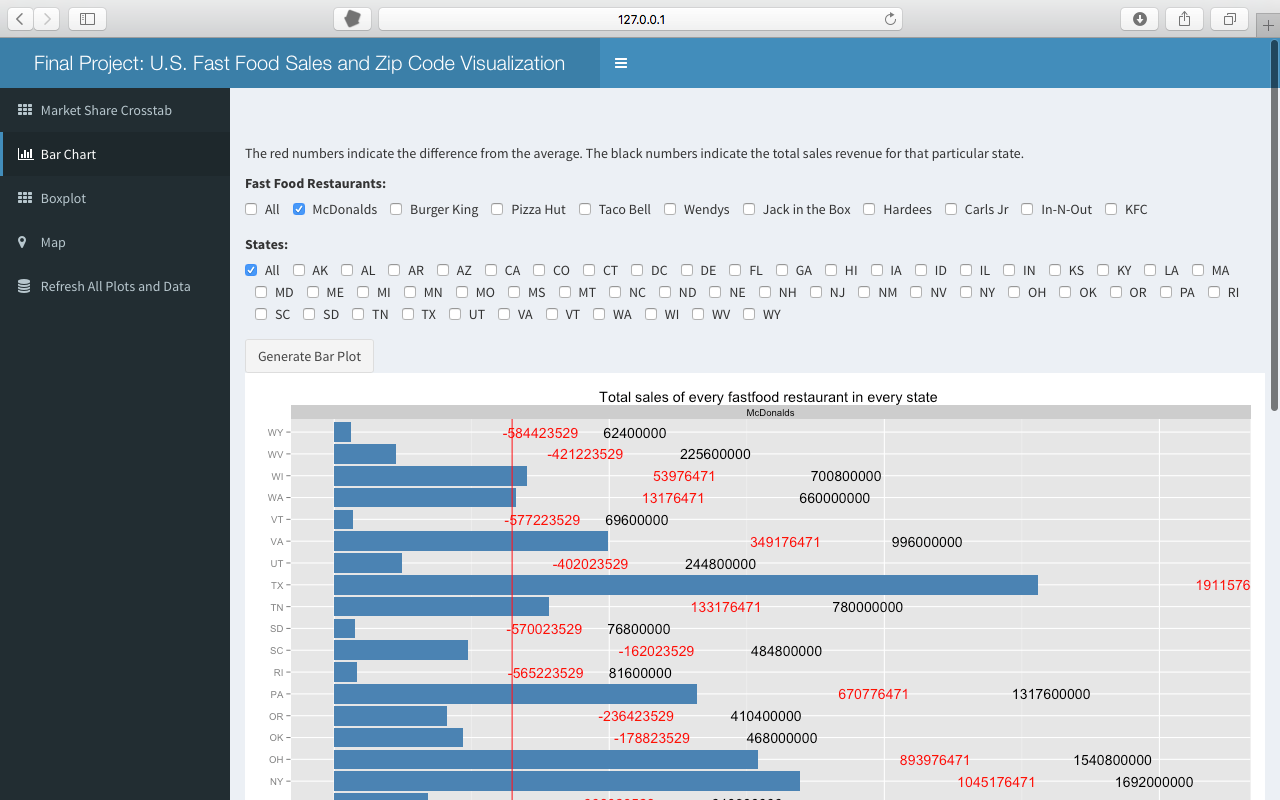 127.0.0.1
Final Project: U.S. Fast Food Sales and Zip Code Visualization
Market Share Crosstab
Bar Chart
Boxplot
Map
Refresh All Plots and Data
The red numbers indicate the difference from the average. The black numbers indicate the total sales revenue for that particular state.
Fast Food Restaurants:
All McDonalds Burger King Pizza Hut Taco Bell Wendys Jack in the Box Hardees Carls Jr In-N-Out KFC
States:
All AK AL AR AZ CA CO CT DC DE FL GA HI IA ID IL IN KS KY LA MA
MD ME MI MN MO MS MT NC ND NE NH NJ NM NV NY OH OK OR PA RI
SC SD TN TX UT VA VT WA WI WV WY
Generate Bar Plot
Total sales of every fastfood restaurant in every state
McDonalds
WY -584423529 62400000
WV -421223529 225600000
WI 53976471 700800000
WA 13176471 660000000
VT -577223529 69600000
VA 349176471 996000000
UT -402023529 244800000
TX 1911576
TN 133176471 780000000
SD -570023529 76800000
SC -162023529 484800000
RI -565223529 81600000
PA 670776471 1317600000
OR -236423529 410400000
OK -178823529 468000000
OH 893976471 1540800000
NY 1045176471 1692000000